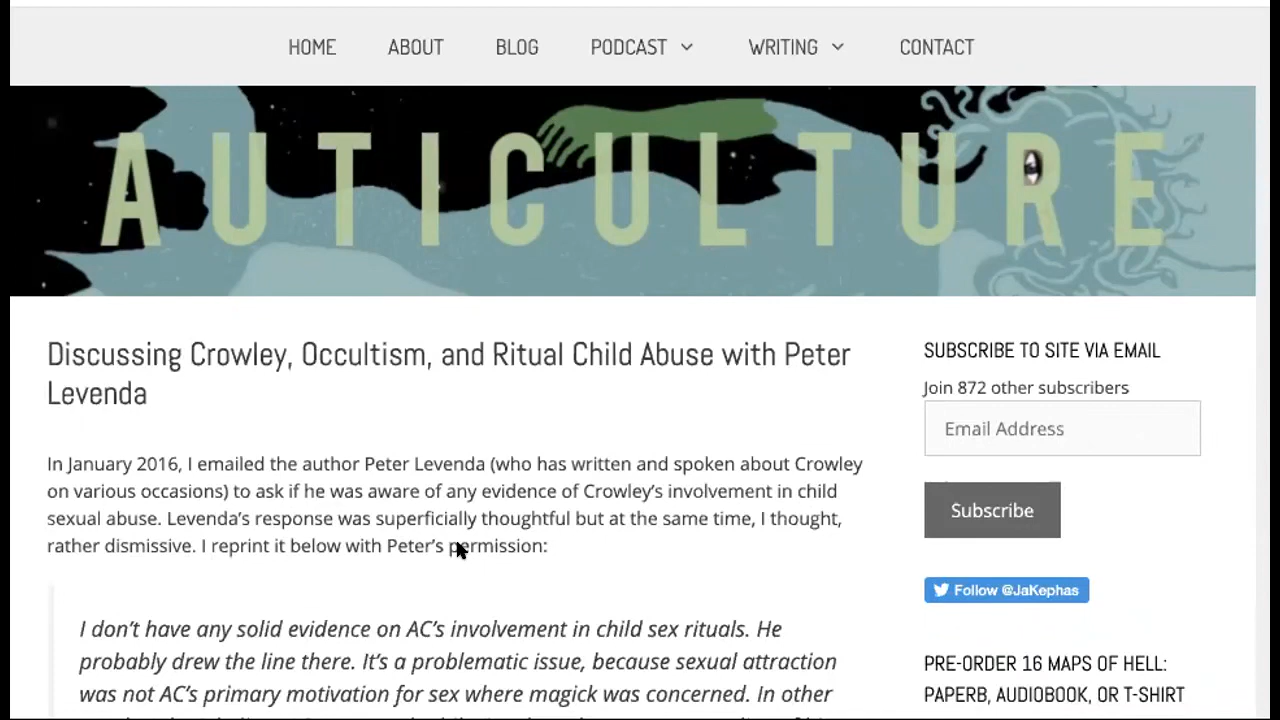 HOME ABOUT BLOG PODCAST WRITING CONTACT
AUTICULTURE
Discussing Crowley, Occultism, and Ritual Child Abuse with Peter
Levenda
In January 2016, I emailed the author Peter Levenda (who has written and spoken about Crowley
on various occasions) to ask if he was aware of any evidence of Crowley's involvement in child
sexual abuse. Levenda's response was superficially thoughtful but at the same time, I thought,
rather dismissive. I reprint it below with Peter's permission:
I don't have any solid evidence on AC's involvement in child sex rituals. He
probably drew the line there. It's a problematic issue, because sexual attraction
was not AC's primary motivation for sex where magick was concerned. In other
SUBSCRIBE TO SITE VIA EMAIL
Join 872 other subscribers
Email Address
Subscribe
Follow @JaKephas
PRE-ORDER 16 MAPS OF HELL:
PAPERB, AUDIOBOOK, OR T-SHIRT